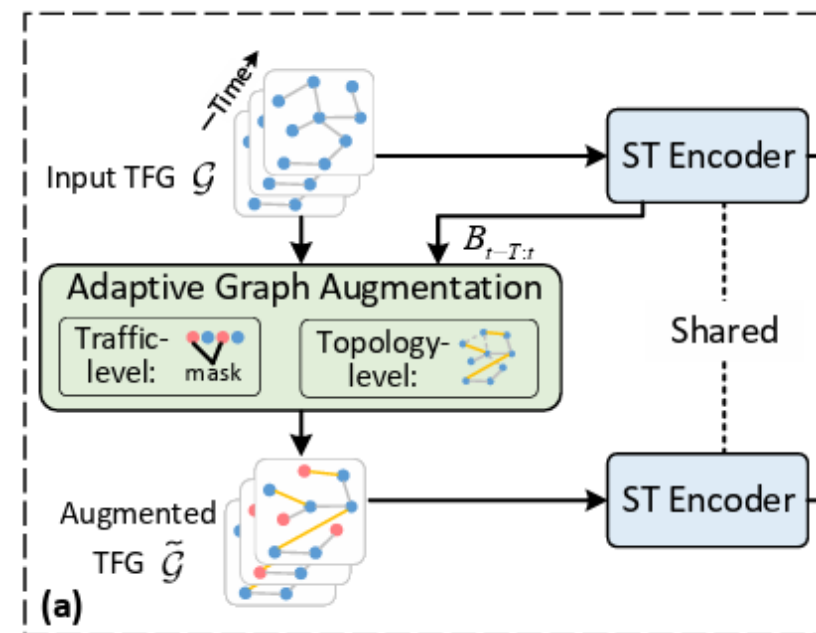 Time
Input TFG 𝒢
ST Encoder
B_{t−T:t}
Adaptive Graph Augmentation
Traffic-
level:
mask
Topology-
level:
Shared
Augmented
TFG 𝒢̃
ST Encoder
(a)